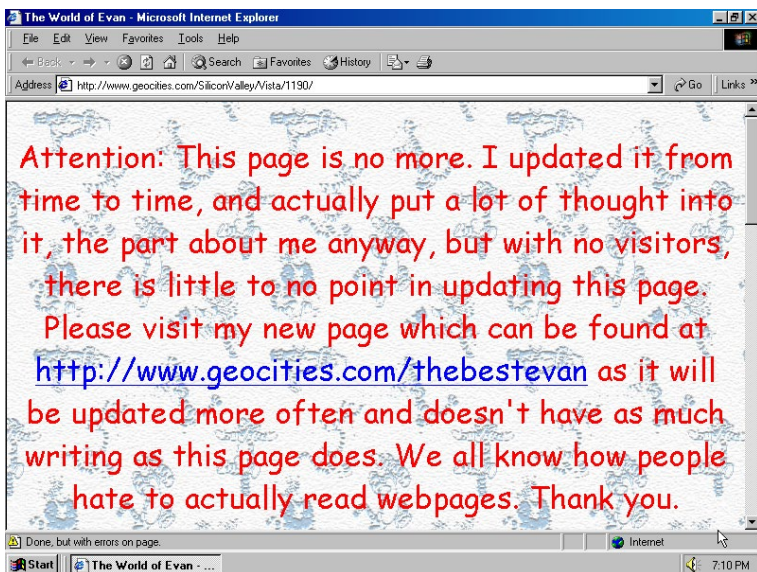 The World of Evan - Microsoft Internet Explorer
File Edit View Favorites Tools Help
Back Search Favorites History
Address http://www.geocities.com/SiliconValley/Vista/1190/ Go Links »
Attention: This page is no more. I updated it from
time to time, and actually put a lot of thought into
it, the part about me anyway, but with no visitors,
there is little to no point in updating this page.
Please visit my new page which can be found at
http://www.geocities.com/thebestevan as it will
be updated more often and doesn't have as much
writing as this page does. We all know how people
hate to actually read webpages. Thank you.
Done, but with errors on page. Internet
Start The World of Evan - ... 7:10 PM